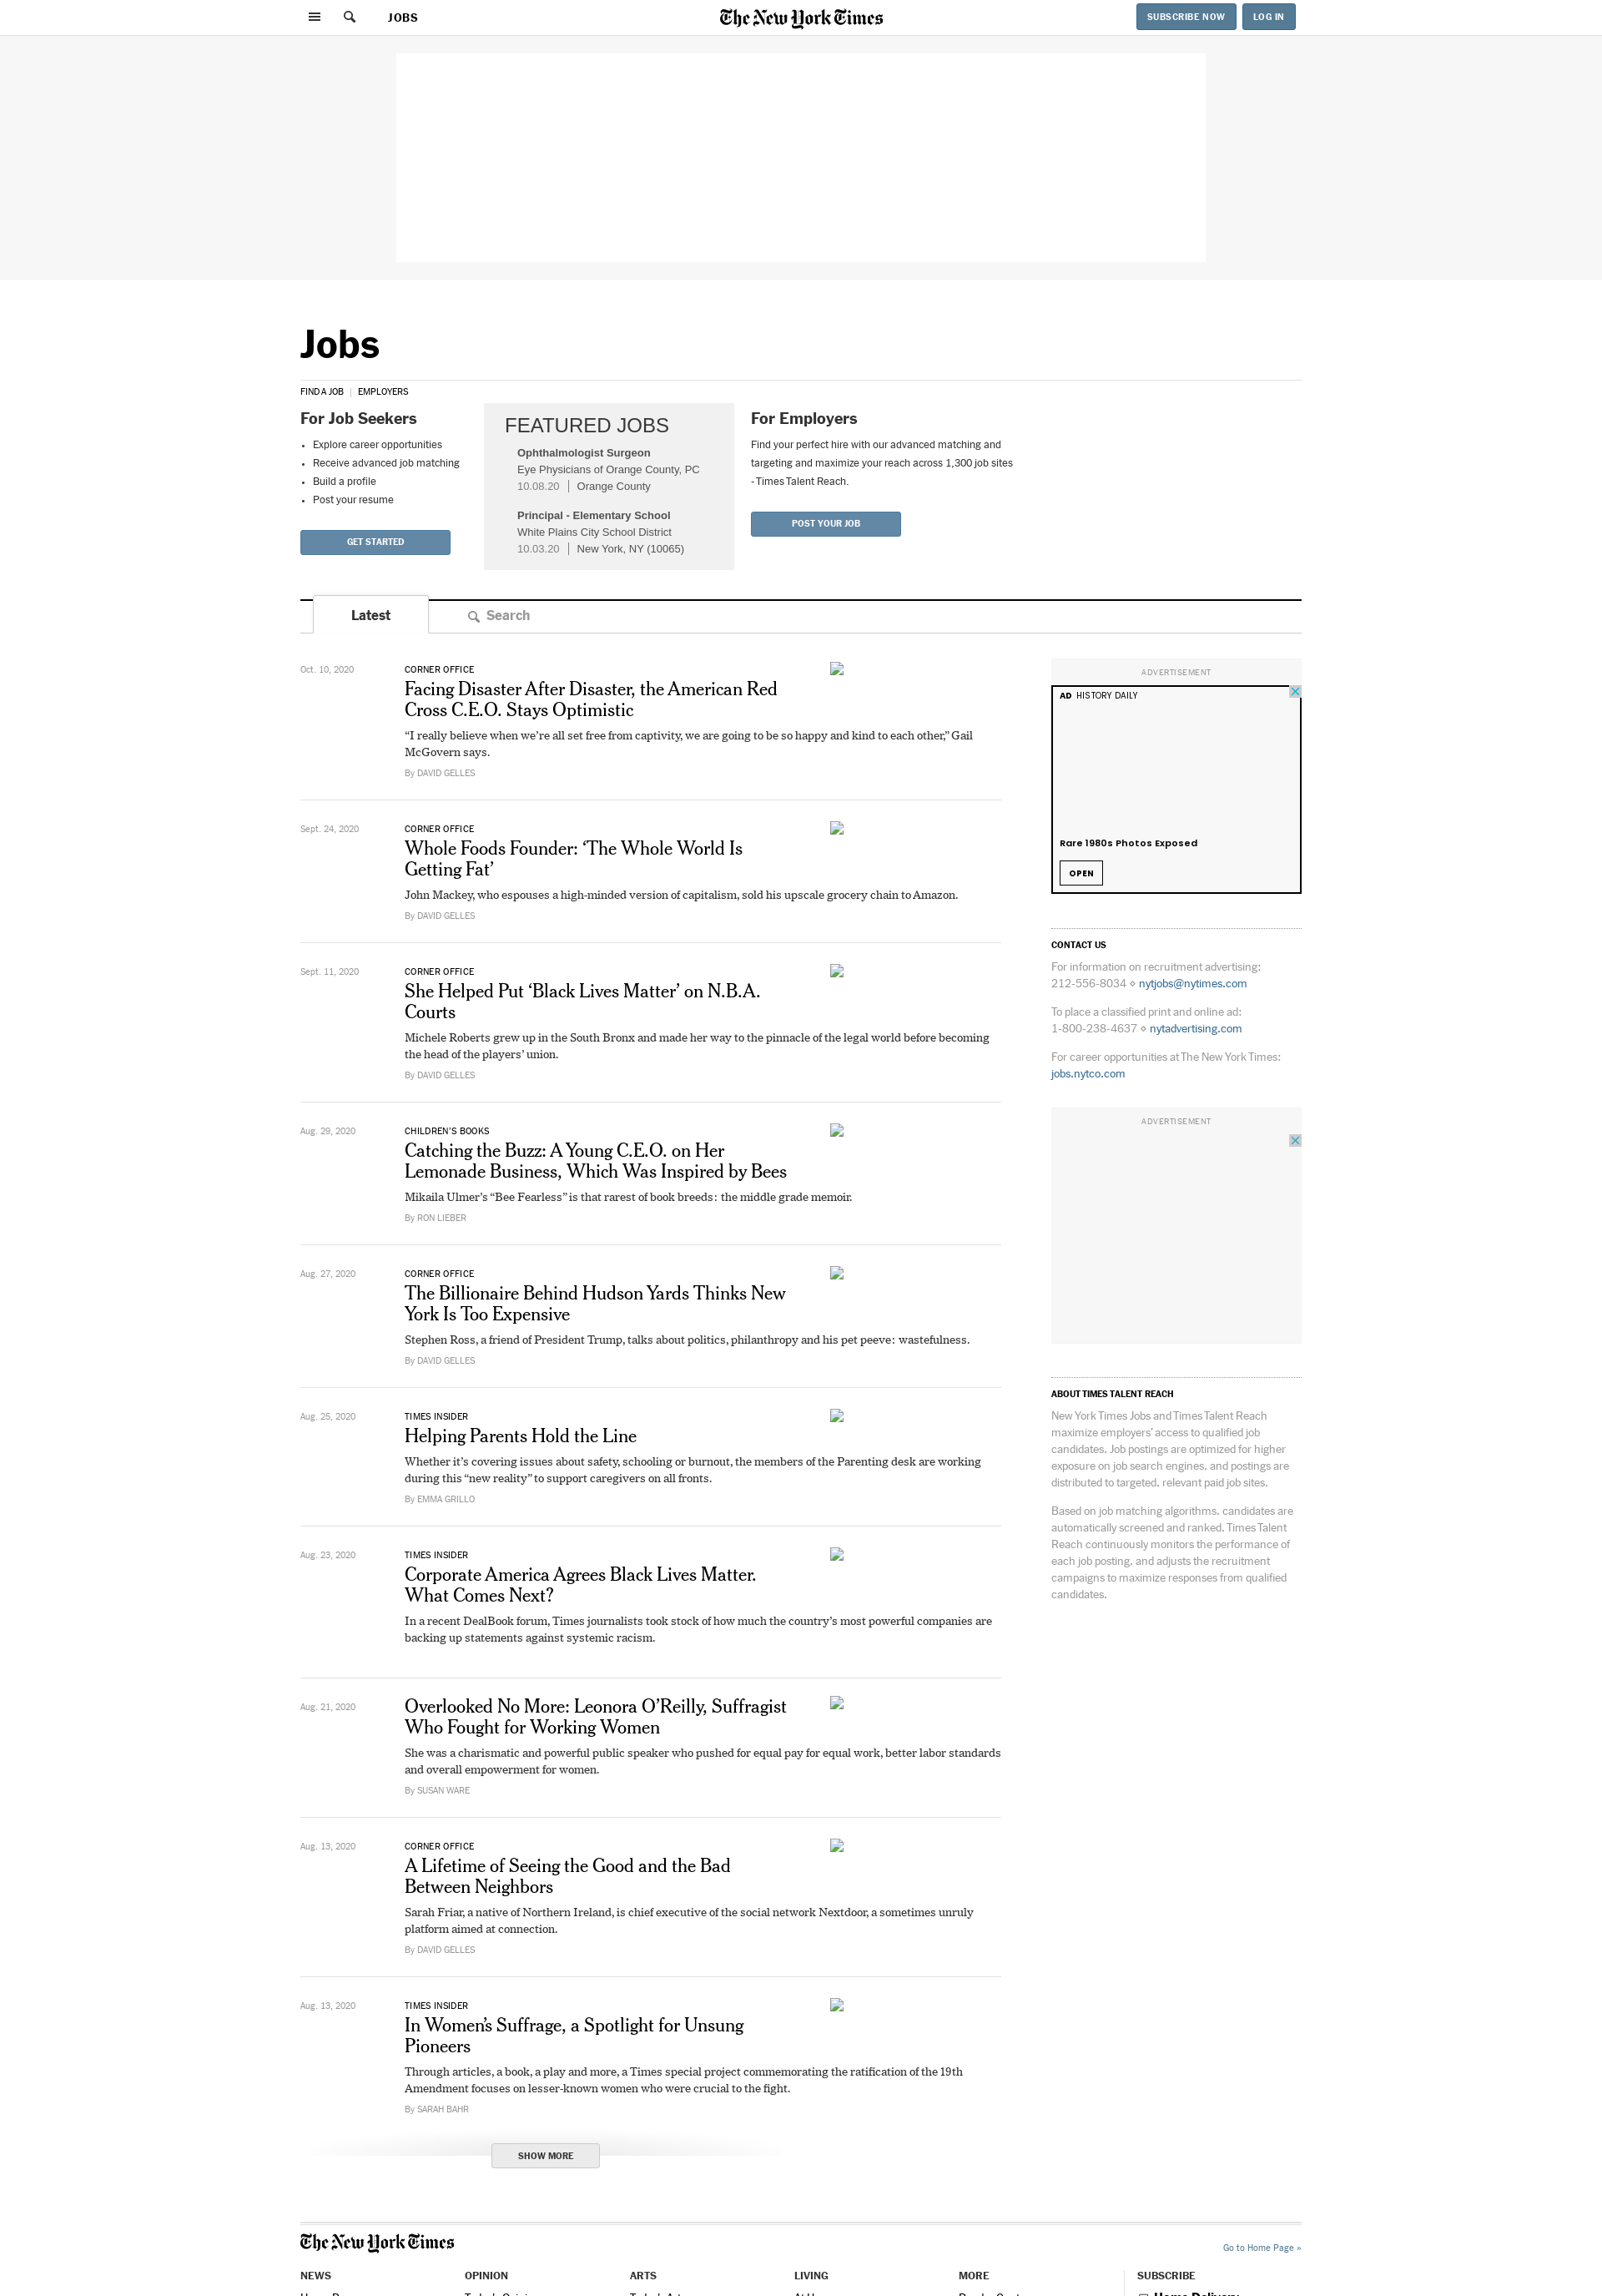 JOBS
The New York Times
SUBSCRIBE NOW
LOG IN
Jobs
FIND A JOB | EMPLOYERS
For Job Seekers
• Explore career opportunities
• Receive advanced job matching
• Build a profile
• Post your resume
GET STARTED
FEATURED JOBS
Ophthalmologist Surgeon
Eye Physicians of Orange County, PC
10.08.20 | Orange County
Principal - Elementary School
White Plains City School District
10.03.20 | New York, NY (10065)
For Employers
Find your perfect hire with our advanced matching and
targeting and maximize your reach across 1,300 job sites
- Times Talent Reach.
POST YOUR JOB
Latest
Search
Oct. 10, 2020
CORNER OFFICE
Facing Disaster After Disaster, the American Red
Cross C.E.O. Stays Optimistic
“I really believe when we’re all set free from captivity, we are going to be so happy and kind to each other,” Gail
McGovern says.
By DAVID GELLES
Sept. 24, 2020
CORNER OFFICE
Whole Foods Founder: ‘The Whole World Is
Getting Fat’
John Mackey, who espouses a high-minded version of capitalism, sold his upscale grocery chain to Amazon.
By DAVID GELLES
Sept. 11, 2020
CORNER OFFICE
She Helped Put ‘Black Lives Matter’ on N.B.A.
Courts
Michele Roberts grew up in the South Bronx and made her way to the pinnacle of the legal world before becoming
the head of the players’ union.
By DAVID GELLES
Aug. 29, 2020
CHILDREN’S BOOKS
Catching the Buzz: A Young C.E.O. on Her
Lemonade Business, Which Was Inspired by Bees
Mikaila Ulmer’s “Bee Fearless” is that rarest of book breeds: the middle grade memoir.
By RON LIEBER
Aug. 27, 2020
CORNER OFFICE
The Billionaire Behind Hudson Yards Thinks New
York Is Too Expensive
Stephen Ross, a friend of President Trump, talks about politics, philanthropy and his pet peeve: wastefulness.
By DAVID GELLES
Aug. 25, 2020
TIMES INSIDER
Helping Parents Hold the Line
Whether it’s covering issues about safety, schooling or burnout, the members of the Parenting desk are working
during this “new reality” to support caregivers on all fronts.
By EMMA GRILLO
Aug. 23, 2020
TIMES INSIDER
Corporate America Agrees Black Lives Matter.
What Comes Next?
In a recent DealBook forum, Times journalists took stock of how much the country’s most powerful companies are
backing up statements against systemic racism.
Aug. 21, 2020
Overlooked No More: Leonora O’Reilly, Suffragist
Who Fought for Working Women
She was a charismatic and powerful public speaker who pushed for equal pay for equal work, better labor standards
and overall empowerment for women.
By SUSAN WARE
Aug. 13, 2020
CORNER OFFICE
A Lifetime of Seeing the Good and the Bad
Between Neighbors
Sarah Friar, a native of Northern Ireland, is chief executive of the social network Nextdoor, a sometimes unruly
platform aimed at connection.
By DAVID GELLES
Aug. 13, 2020
TIMES INSIDER
In Women’s Suffrage, a Spotlight for Unsung
Pioneers
Through articles, a book, a play and more, a Times special project commemorating the ratification of the 19th
Amendment focuses on lesser-known women who were crucial to the fight.
By SARAH BAHR
SHOW MORE
ADVERTISEMENT
AD HISTORY DAILY
Rare 1980s Photos Exposed
OPEN
CONTACT US
For information on recruitment advertising:
212-556-8034 ⋄ nytjobs@nytimes.com
To place a classified print and online ad:
1-800-238-4637 ⋄ nytadvertising.com
For career opportunities at The New York Times:
jobs.nytco.com
ADVERTISEMENT
ABOUT TIMES TALENT REACH
New York Times Jobs and Times Talent Reach
maximize employers’ access to qualified job
candidates. Job postings are optimized for higher
exposure on job search engines, and postings are
distributed to targeted, relevant paid job sites.
Based on job matching algorithms, candidates are
automatically screened and ranked. Times Talent
Reach continuously monitors the performance of
each job posting, and adjusts the recruitment
campaigns to maximize responses from qualified
candidates.
The New York Times
Go to Home Page »
NEWS
OPINION
ARTS
LIVING
MORE
SUBSCRIBE